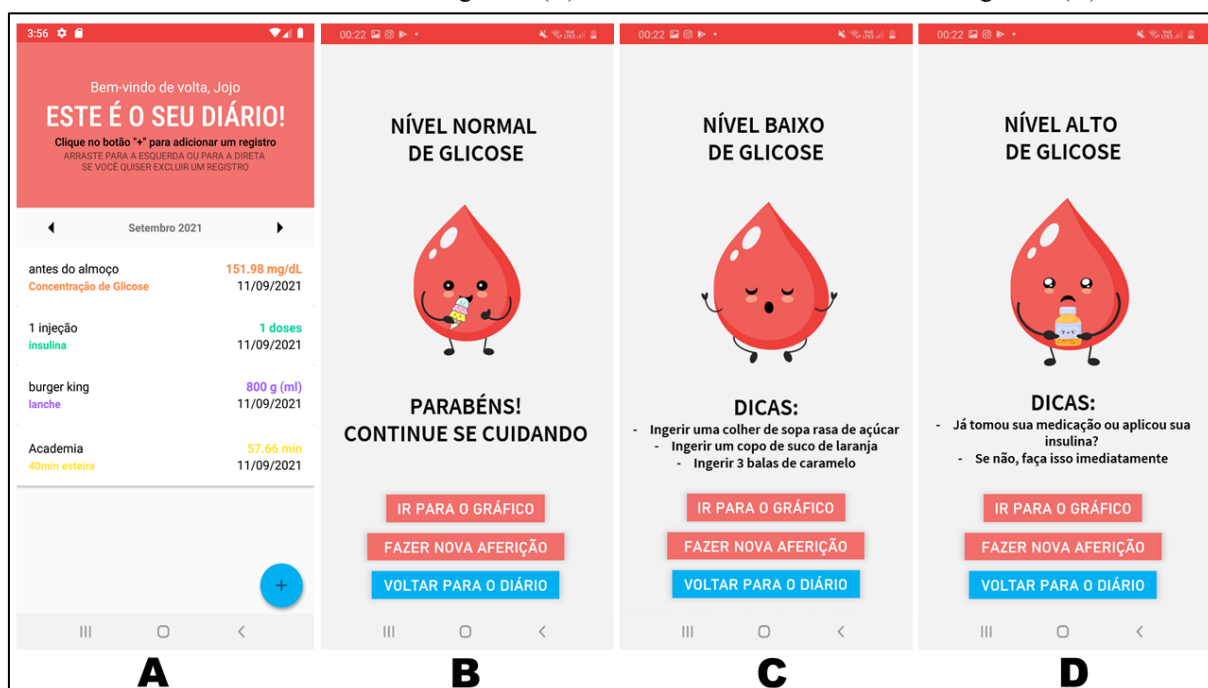 3:56
Bem-vindo de volta, Jojo
ESTE É O SEU DIÁRIO!
Clique no botão "+" para adicionar um registro
ARRASTE PARA A ESQUERDA OU PARA A DIRETA
SE VOCÊ QUISER EXCLUIR UM REGISTRO
Setembro 2021
antes do almoço 151.98 mg/dL
Concentração de Glicose 11/09/2021
1 injeção 1 doses
insulina 11/09/2021
burger king 800 g (ml)
lanche 11/09/2021
Academia 57.66 min
40min esteira 11/09/2021
+
A
00:22
NÍVEL NORMAL
DE GLICOSE
PARABÉNS!
CONTINUE SE CUIDANDO
IR PARA O GRÁFICO
FAZER NOVA AFERIÇÃO
VOLTAR PARA O DIÁRIO
B
00:22
NÍVEL BAIXO
DE GLICOSE
DICAS:
- Ingerir uma colher de sopa rasa de açúcar
- Ingerir um copo de suco de laranja
- Ingerir 3 balas de caramelo
IR PARA O GRÁFICO
FAZER NOVA AFERIÇÃO
VOLTAR PARA O DIÁRIO
C
00:22
NÍVEL ALTO
DE GLICOSE
DICAS:
- Já tomou sua medicação ou aplicou sua
insulina?
- Se não, faça isso imediatamente
IR PARA O GRÁFICO
FAZER NOVA AFERIÇÃO
VOLTAR PARA O DIÁRIO
D